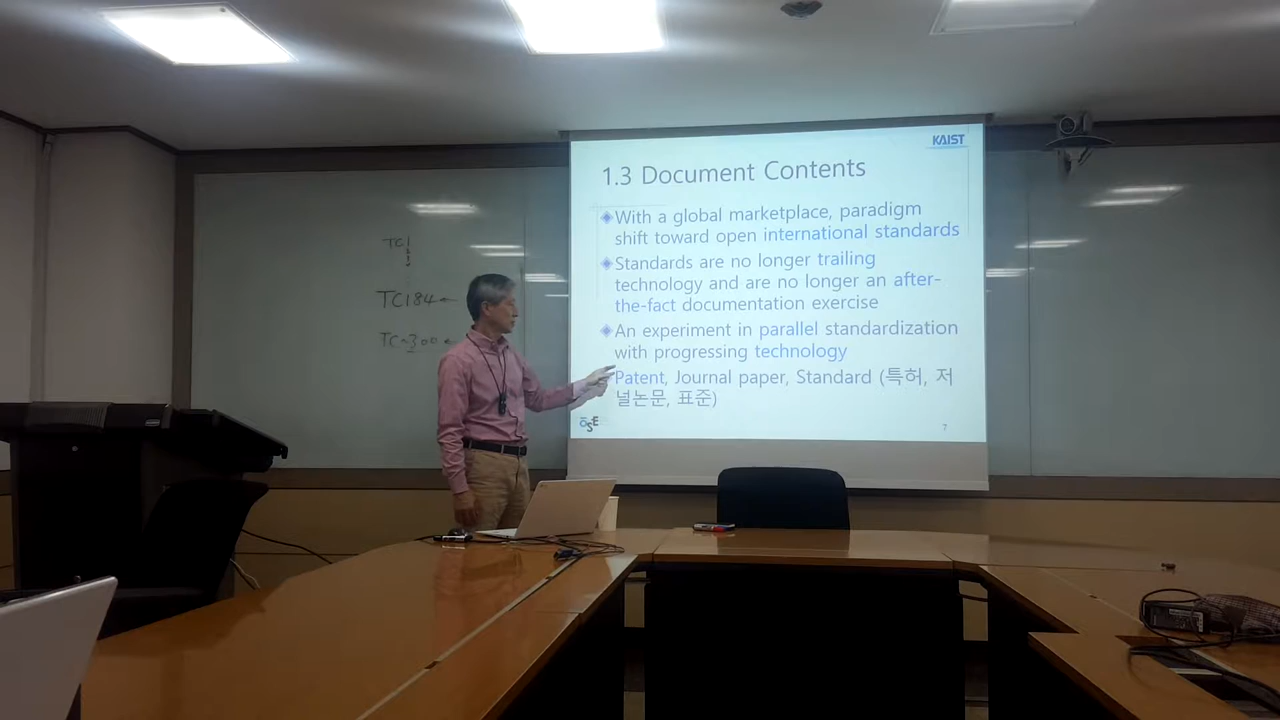 KAIST
1.3 Document Contents
With a global marketplace, paradigm
shift toward open international standards
Standards are no longer trailing
technology and are no longer an after-
the-fact documentation exercise
An experiment in parallel standardization
with progressing technology
Patent, Journal paper, Standard (특허, 저
널논문, 표준)
7
TC1
TC184
TC~300